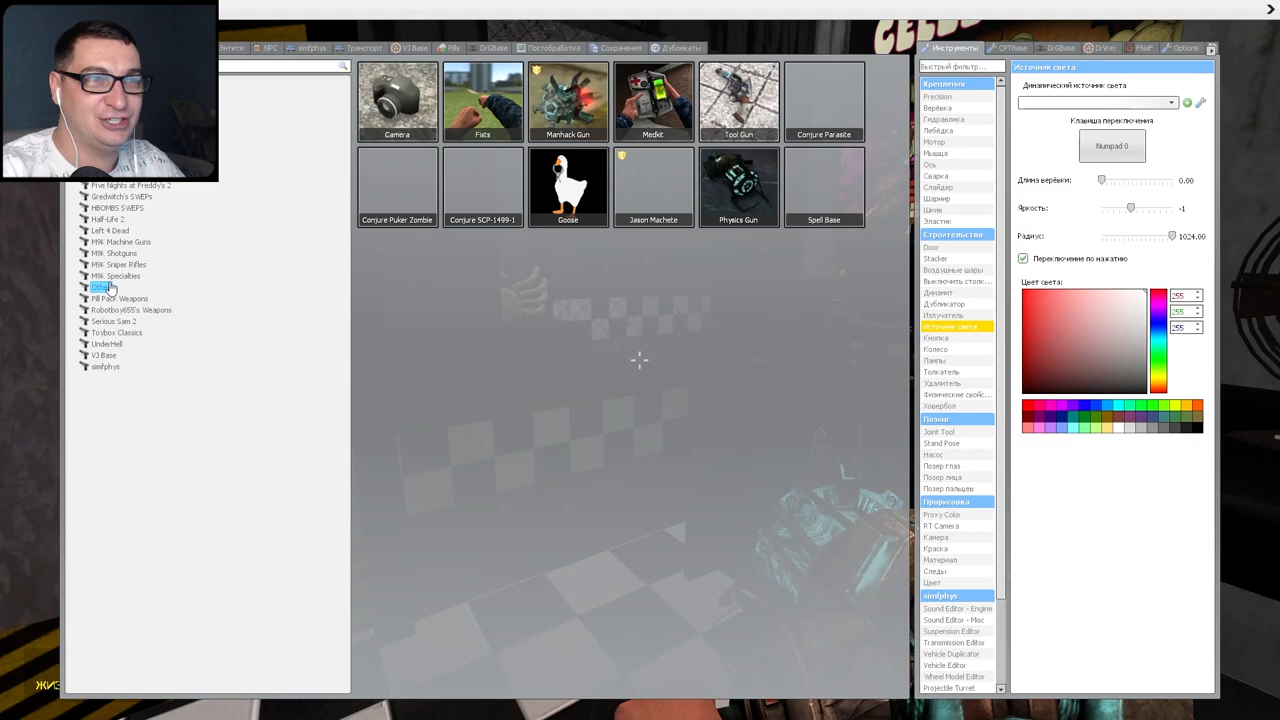 CELE
нтити
NPC
simfphys
Транспорт
VJ Base
Pills
DrGBase
Постобработка
Сохранения
Дубликаты
Five Nights at Freddy's 2
Gredwitch's SWEPs
HBOMBS SWEPs
Half-Life 2
Left 4 Dead
M9K Machine Guns
M9K Shotguns
M9K Sniper Rifles
M9K Specialties
Pill Pack Weapons
Robotboy655's Weapons
Serious Sam 2
Toybox Classics
UnderHell
VJ Base
simfphys
Camera
Fists
Manhack Gun
Medkit
Tool Gun
Conjure Parasite
Conjure Puker Zombie
Conjure SCP-1499-1
Goose
Jason Machete
Physics Gun
Spell Base
ЖИЗ
Инструменты
CPTBase
DrGBase
DrVrej
FNaF
Options
Быстрый фильтр...
Крепления
Precision
Верёвка
Гидравлика
Лебёдка
Мотор
Мышца
Ось
Сварка
Слайдер
Шарнир
Шкив
Эластик
Строительство
Door
Stacker
Воздушные шары
Выключить столк...
Динамит
Дубликатор
Излучатель
Источник света
Кнопка
Колесо
Лампы
Толкатель
Удалитель
Физические свойс...
Ховербол
Позинг
Joint Tool
Stand Pose
Насос
Позер глаз
Позер лица
Позер пальцев
Прорисовка
Proxy Color
RT Camera
Камера
Краска
Материал
Следы
Цвет
simfphys
Sound Editor - Engine
Sound Editor - Misc
Suspension Editor
Transmission Editor
Vehicle Duplicator
Vehicle Editor
Wheel Model Editor
Projectile Turret
Источник света
Динамический источник света
Клавиша переключения
Numpad 0
Длина верёвки:
0.00
Яркость:
-1
Радиус:
1024.00
Переключение по нажатию
Цвет света:
255
255
255